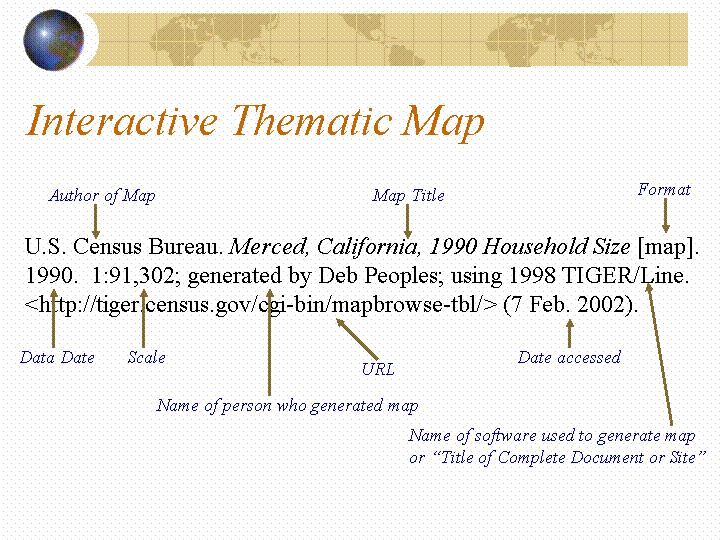 Interactive Thematic Map
Author of Map
Map Title
Format
U.S. Census Bureau. Merced, California, 1990 Household Size [map].
1990.  1:91,302; generated by Deb Peoples; using 1998 TIGER/Line.
<http://tiger.census.gov/cgi-bin/mapbrowse-tbl/> (7 Feb. 2002).
Data Date
Scale
URL
Date accessed
Name of person who generated map
Name of software used to generate map
or “Title of Complete Document or Site”